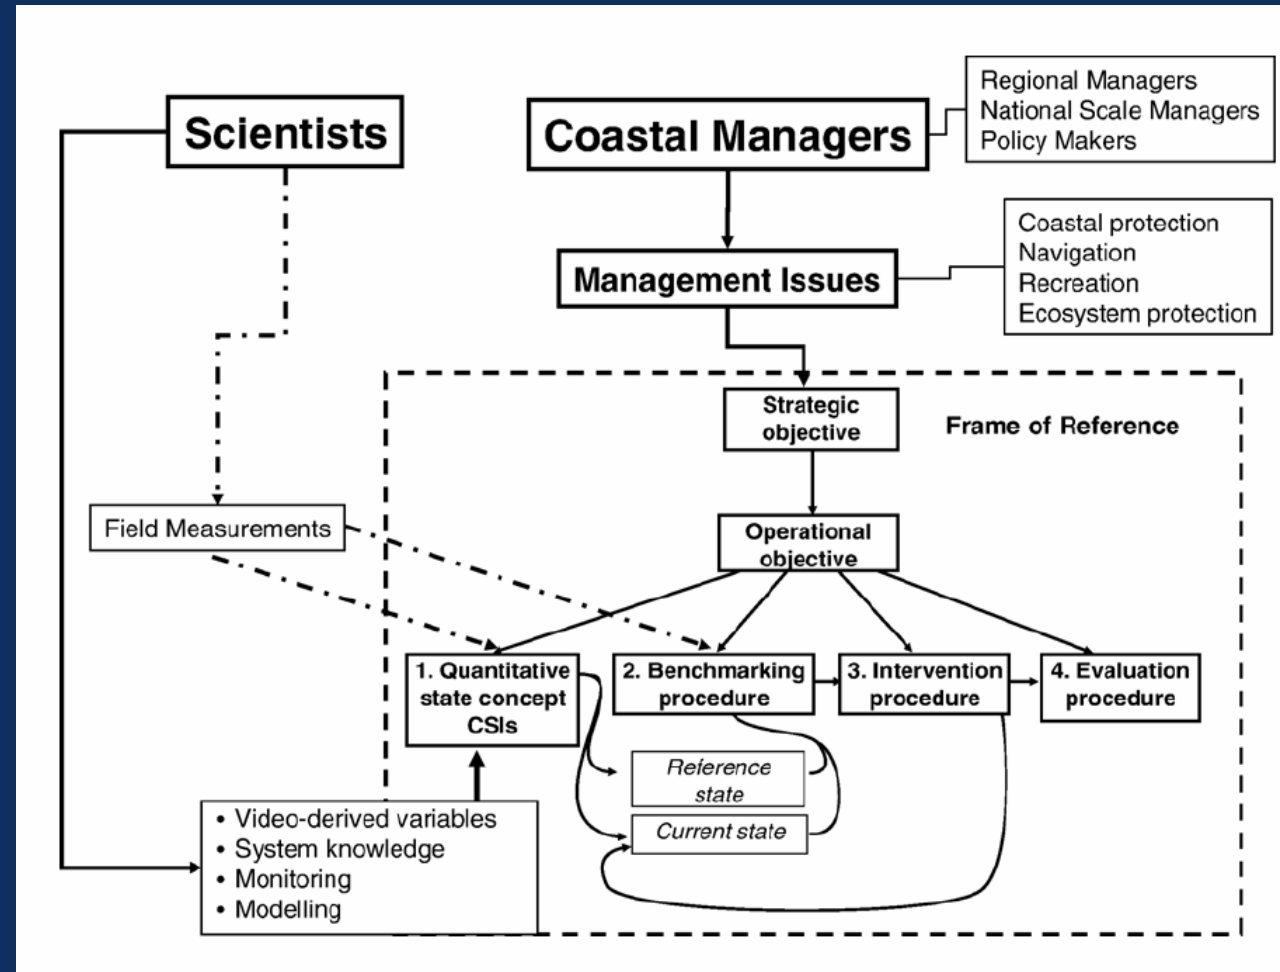 Scientists
Coastal Managers
Regional Managers
National Scale Managers
Policy Makers
Management Issues
Coastal protection
Navigation
Recreation
Ecosystem protection
Strategic
objective
Frame of Reference
Field Measurements
Operational
objective
1. Quantitative
state concept
CSIs
2. Benchmarking
procedure
3. Intervention
procedure
4. Evaluation
procedure
Reference
state
Current state
• Video-derived variables
• System knowledge
• Monitoring
• Modelling